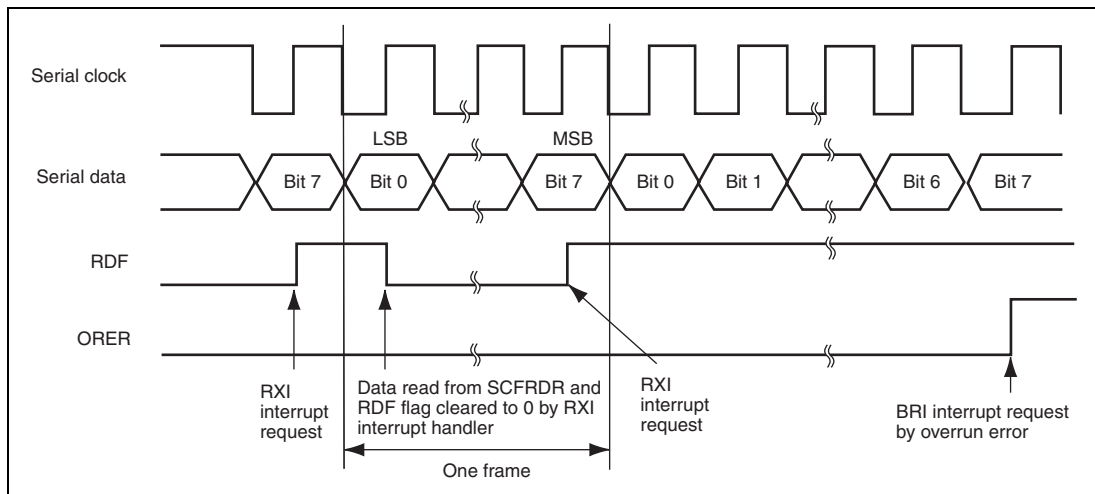 Serial clock
LSB
MSB
Serial data
Bit 7
Bit 0
Bit 7
Bit 0
Bit 1
Bit 6
Bit 7
RDF
ORER
RXI
interrupt
request
Data read from SCFRDR and
RDF flag cleared to 0 by RXI
interrupt handler
RXI
interrupt
request
BRI interrupt request
by overrun error
One frame